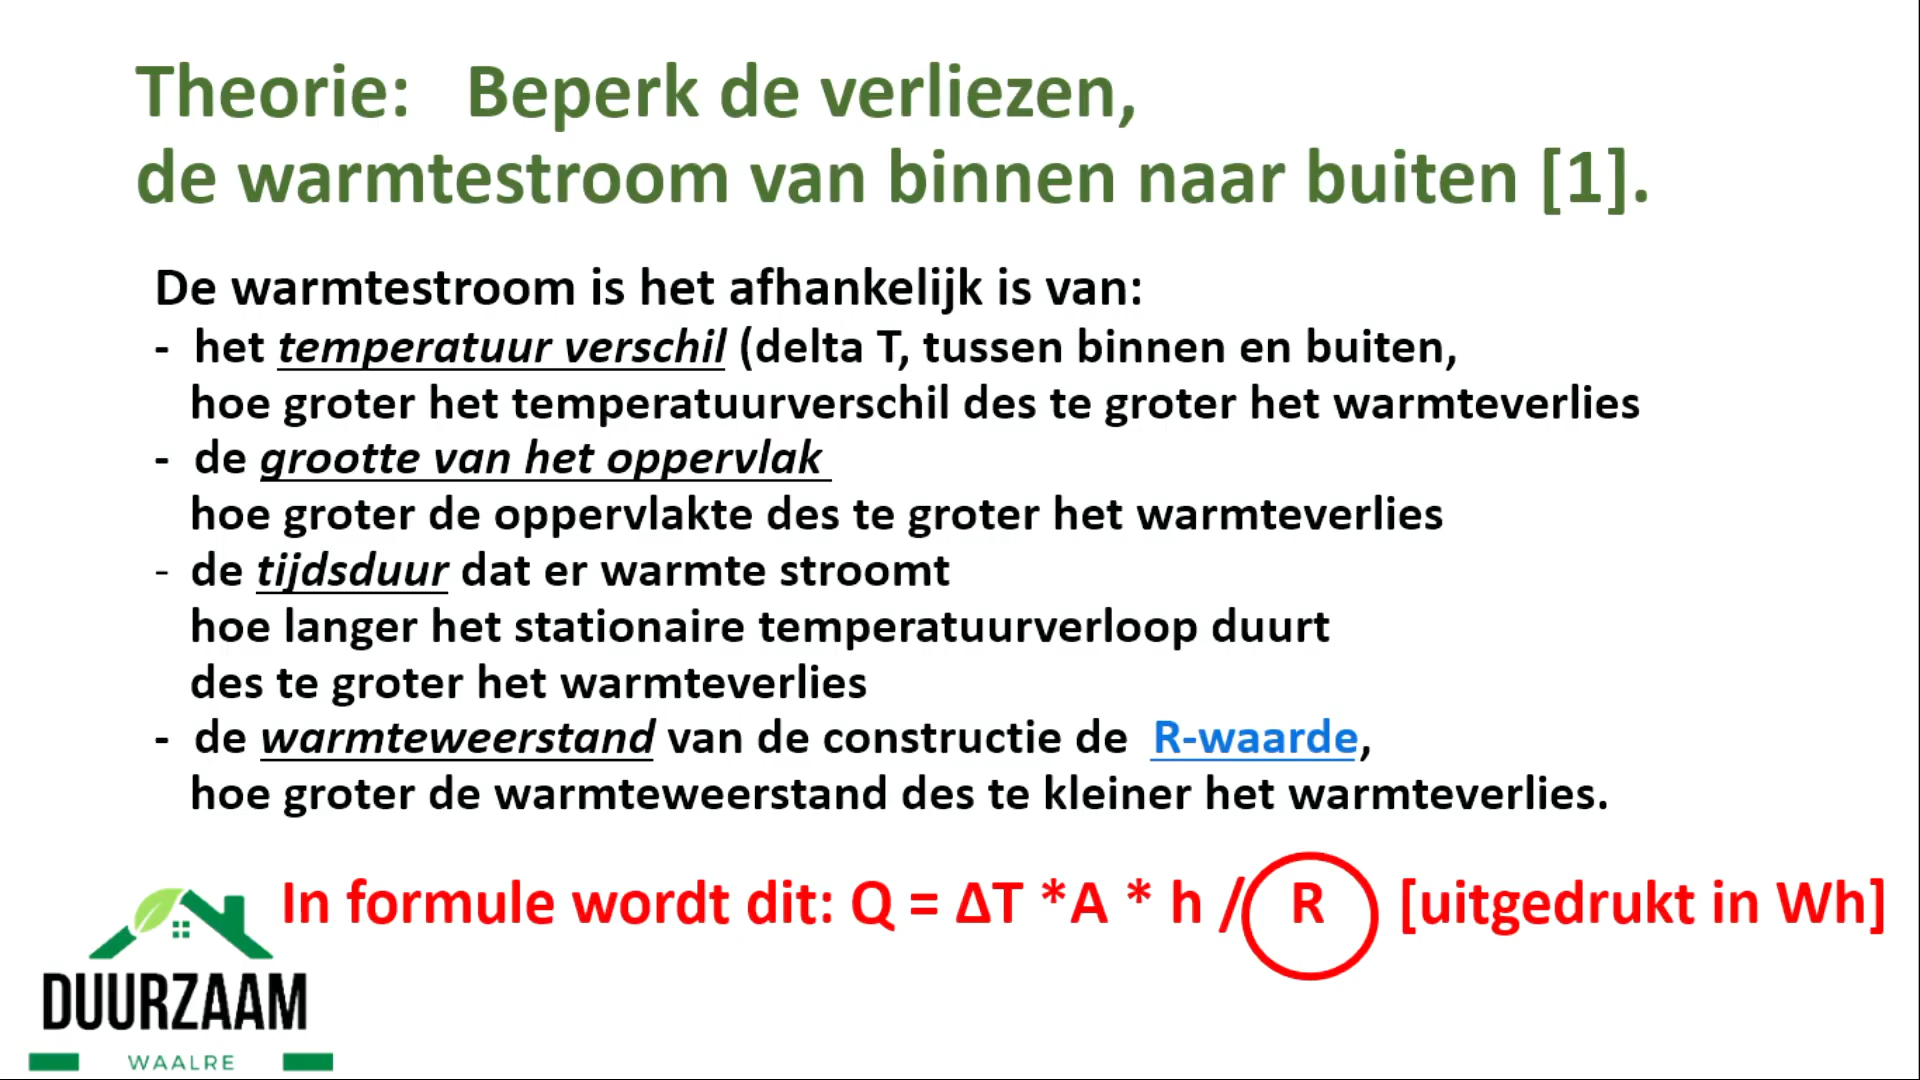 Theorie: Beperk de verliezen,
de warmtestroom van binnen naar buiten [1].
De warmtestroom is het afhankelijk is van:
- het temperatuur verschil (delta T, tussen binnen en buiten,
hoe groter het temperatuurverschil des te groter het warmteverlies
- de grootte van het oppervlak
hoe groter de oppervlakte des te groter het warmteverlies
- de tijdsduur dat er warmte stroomt
hoe langer het stationaire temperatuurverloop duurt
des te groter het warmteverlies
- de warmteweerstand van de constructie de R-waarde,
hoe groter de warmteweerstand des te kleiner het warmteverlies.
In formule wordt dit: Q = ΔT *A * h / R [uitgedrukt in Wh]
DUURZAAM
WAALRE